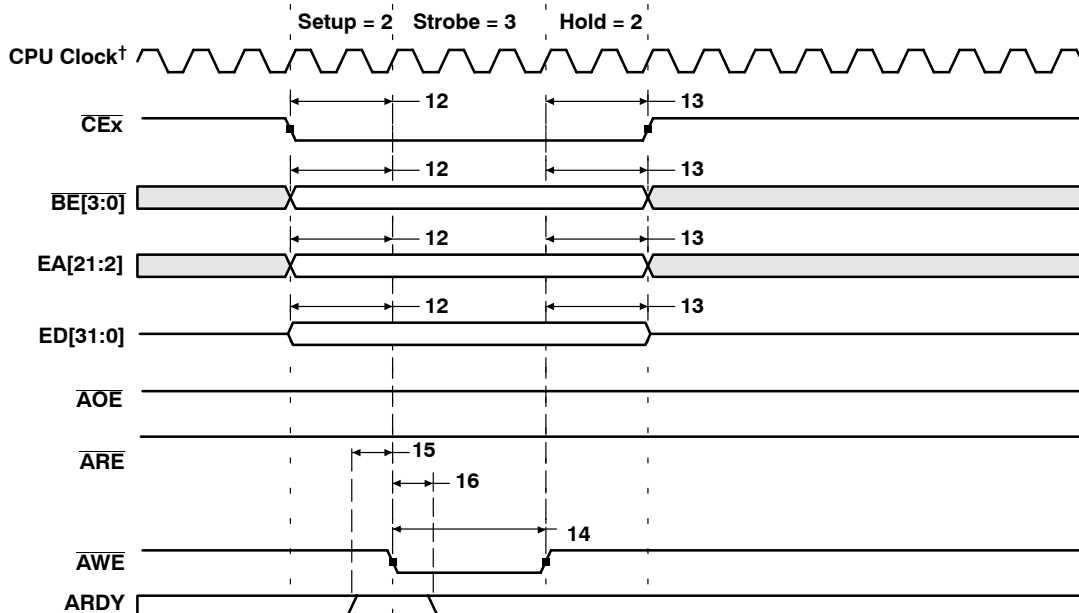 Setup = 2 Strobe = 3 Hold = 2
CPU Clock†
12 13
CEx
12 13
BE[3:0]
12 13
EA[21:2]
12 13
ED[31:0]
AOE
15
ARE
16
14
AWE
ARDY